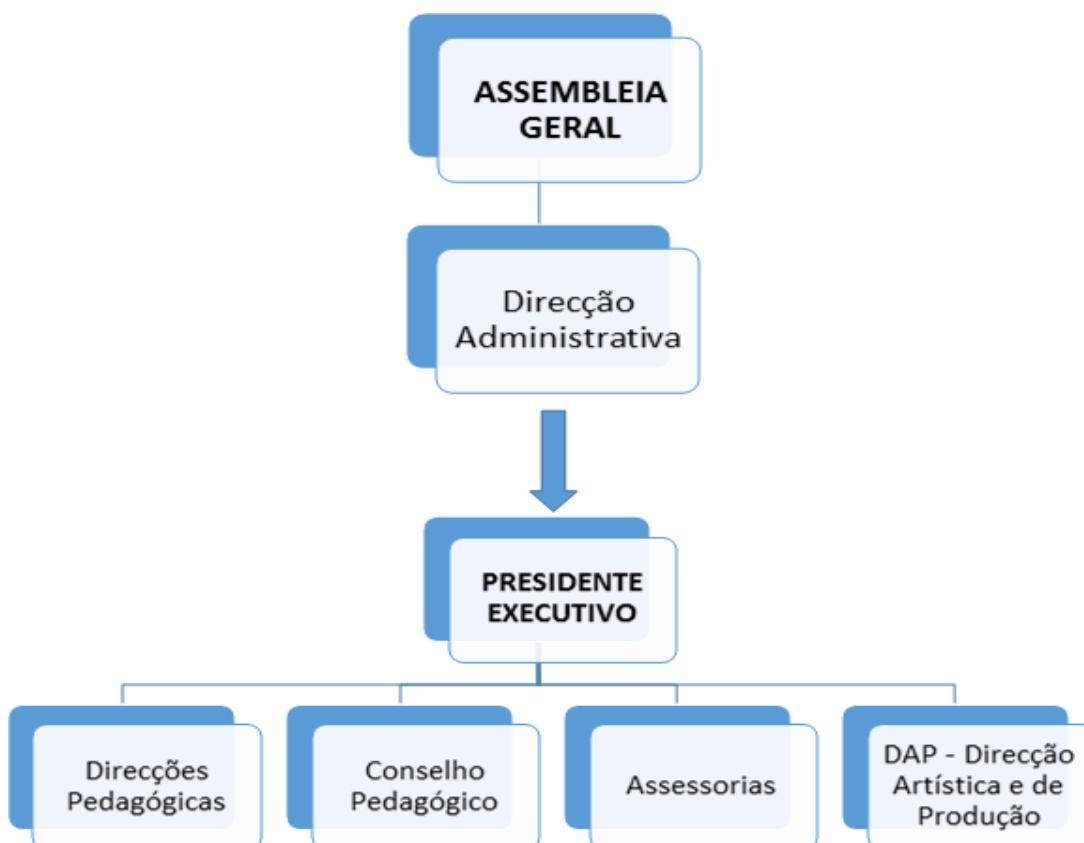 ASSEMBLEIA
GERAL
Direcção
Administrativa
PRESIDENTE
EXECUTIVO
Direcções
Pedagógicas
Conselho
Pedagógico
Assessorias
DAP - Direcção
Artística e de
Produção